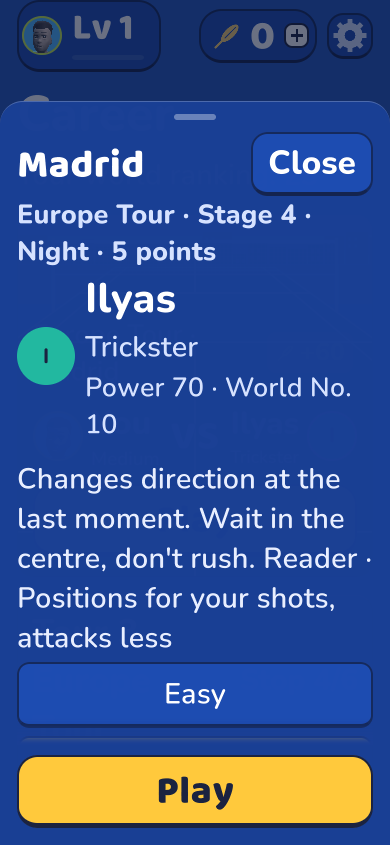 Lv 1
0
Madrid
Close
Europe Tour · Stage 4 ·
Night · 5 points
Ilyas
I
Trickster
Power 70 · World No.
10
Changes direction at the
last moment. Wait in the
centre, don't rush. Reader ·
Positions for your shots,
attacks less
Easy
Play